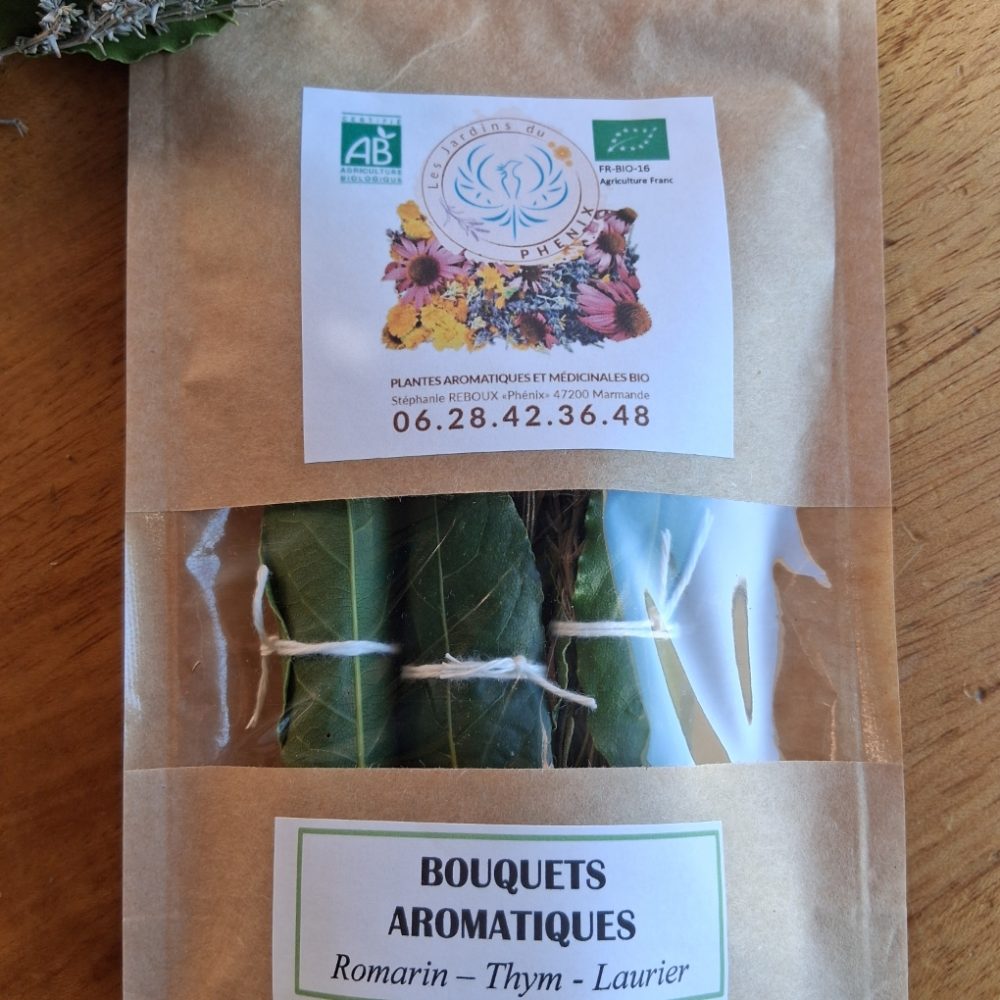 CERTIFIÉ
AB
AGRICULTURE
BIOLOGIQUE
Les Jardins du
PHENIX
FR-BIO-16
Agriculture Franc
PLANTES AROMATIQUES ET MÉDICINALES BIO
Stéphanie REBOUX «Phénix» 47200 Marmande
06.28.42.36.48
BOUQUETS
AROMATIQUES
Romarin – Thym - Laurier